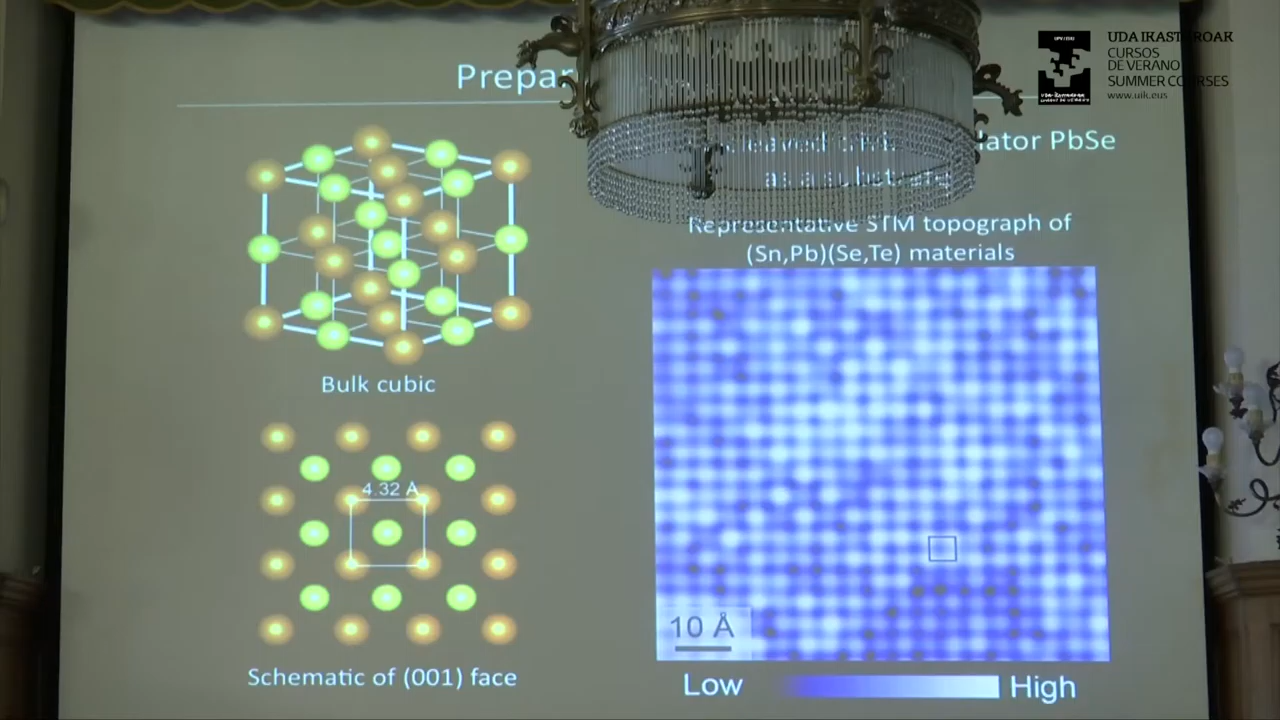 Prepar
UDA IKASTAROAK
CURSOS
DE VERANO
SUMMER COURSES
www.uik.eus
PbSe
as a
Representative STM topograph of
(Sn,Pb)(Se,Te) materials
Bulk cubic
4.32 Å
Schematic of (001) face
10 Å
Low
High